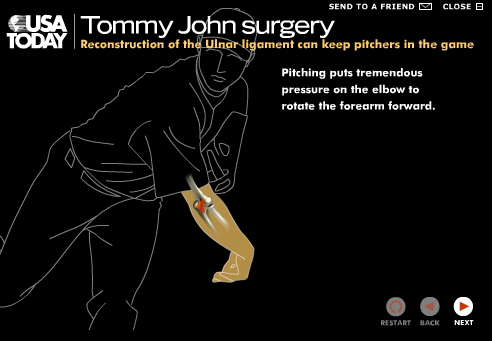 SEND TO A FRIEND
CLOSE
USA
TODAY
Tommy John surgery
Reconstruction of the Ulnar ligament can keep pitchers in the game
Pitching puts tremendous
pressure on the elbow to
rotate the forearm forward.
RESTART
BACK
NEXT